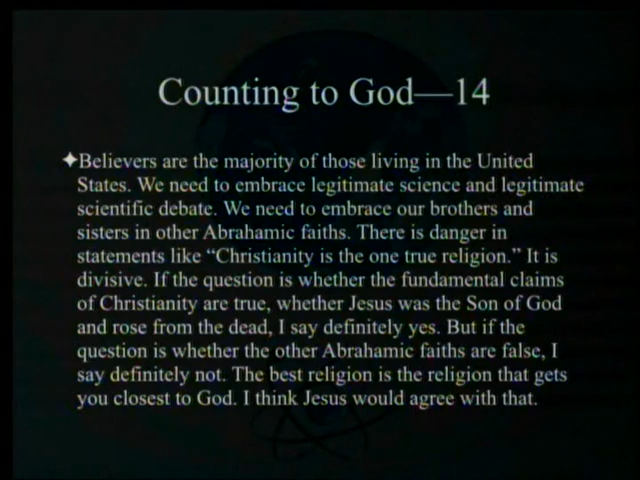 Counting to God—14
✦Believers are the majority of those living in the United
States. We need to embrace legitimate science and legitimate
scientific debate. We need to embrace our brothers and
sisters in other Abrahamic faiths. There is danger in
statements like “Christianity is the one true religion.” It is
divisive. If the question is whether the fundamental claims
of Christianity are true, whether Jesus was the Son of God
and rose from the dead, I say definitely yes. But if the
question is whether the other Abrahamic faiths are false, I
say definitely not. The best religion is the religion that gets
you closest to God. I think Jesus would agree with that.